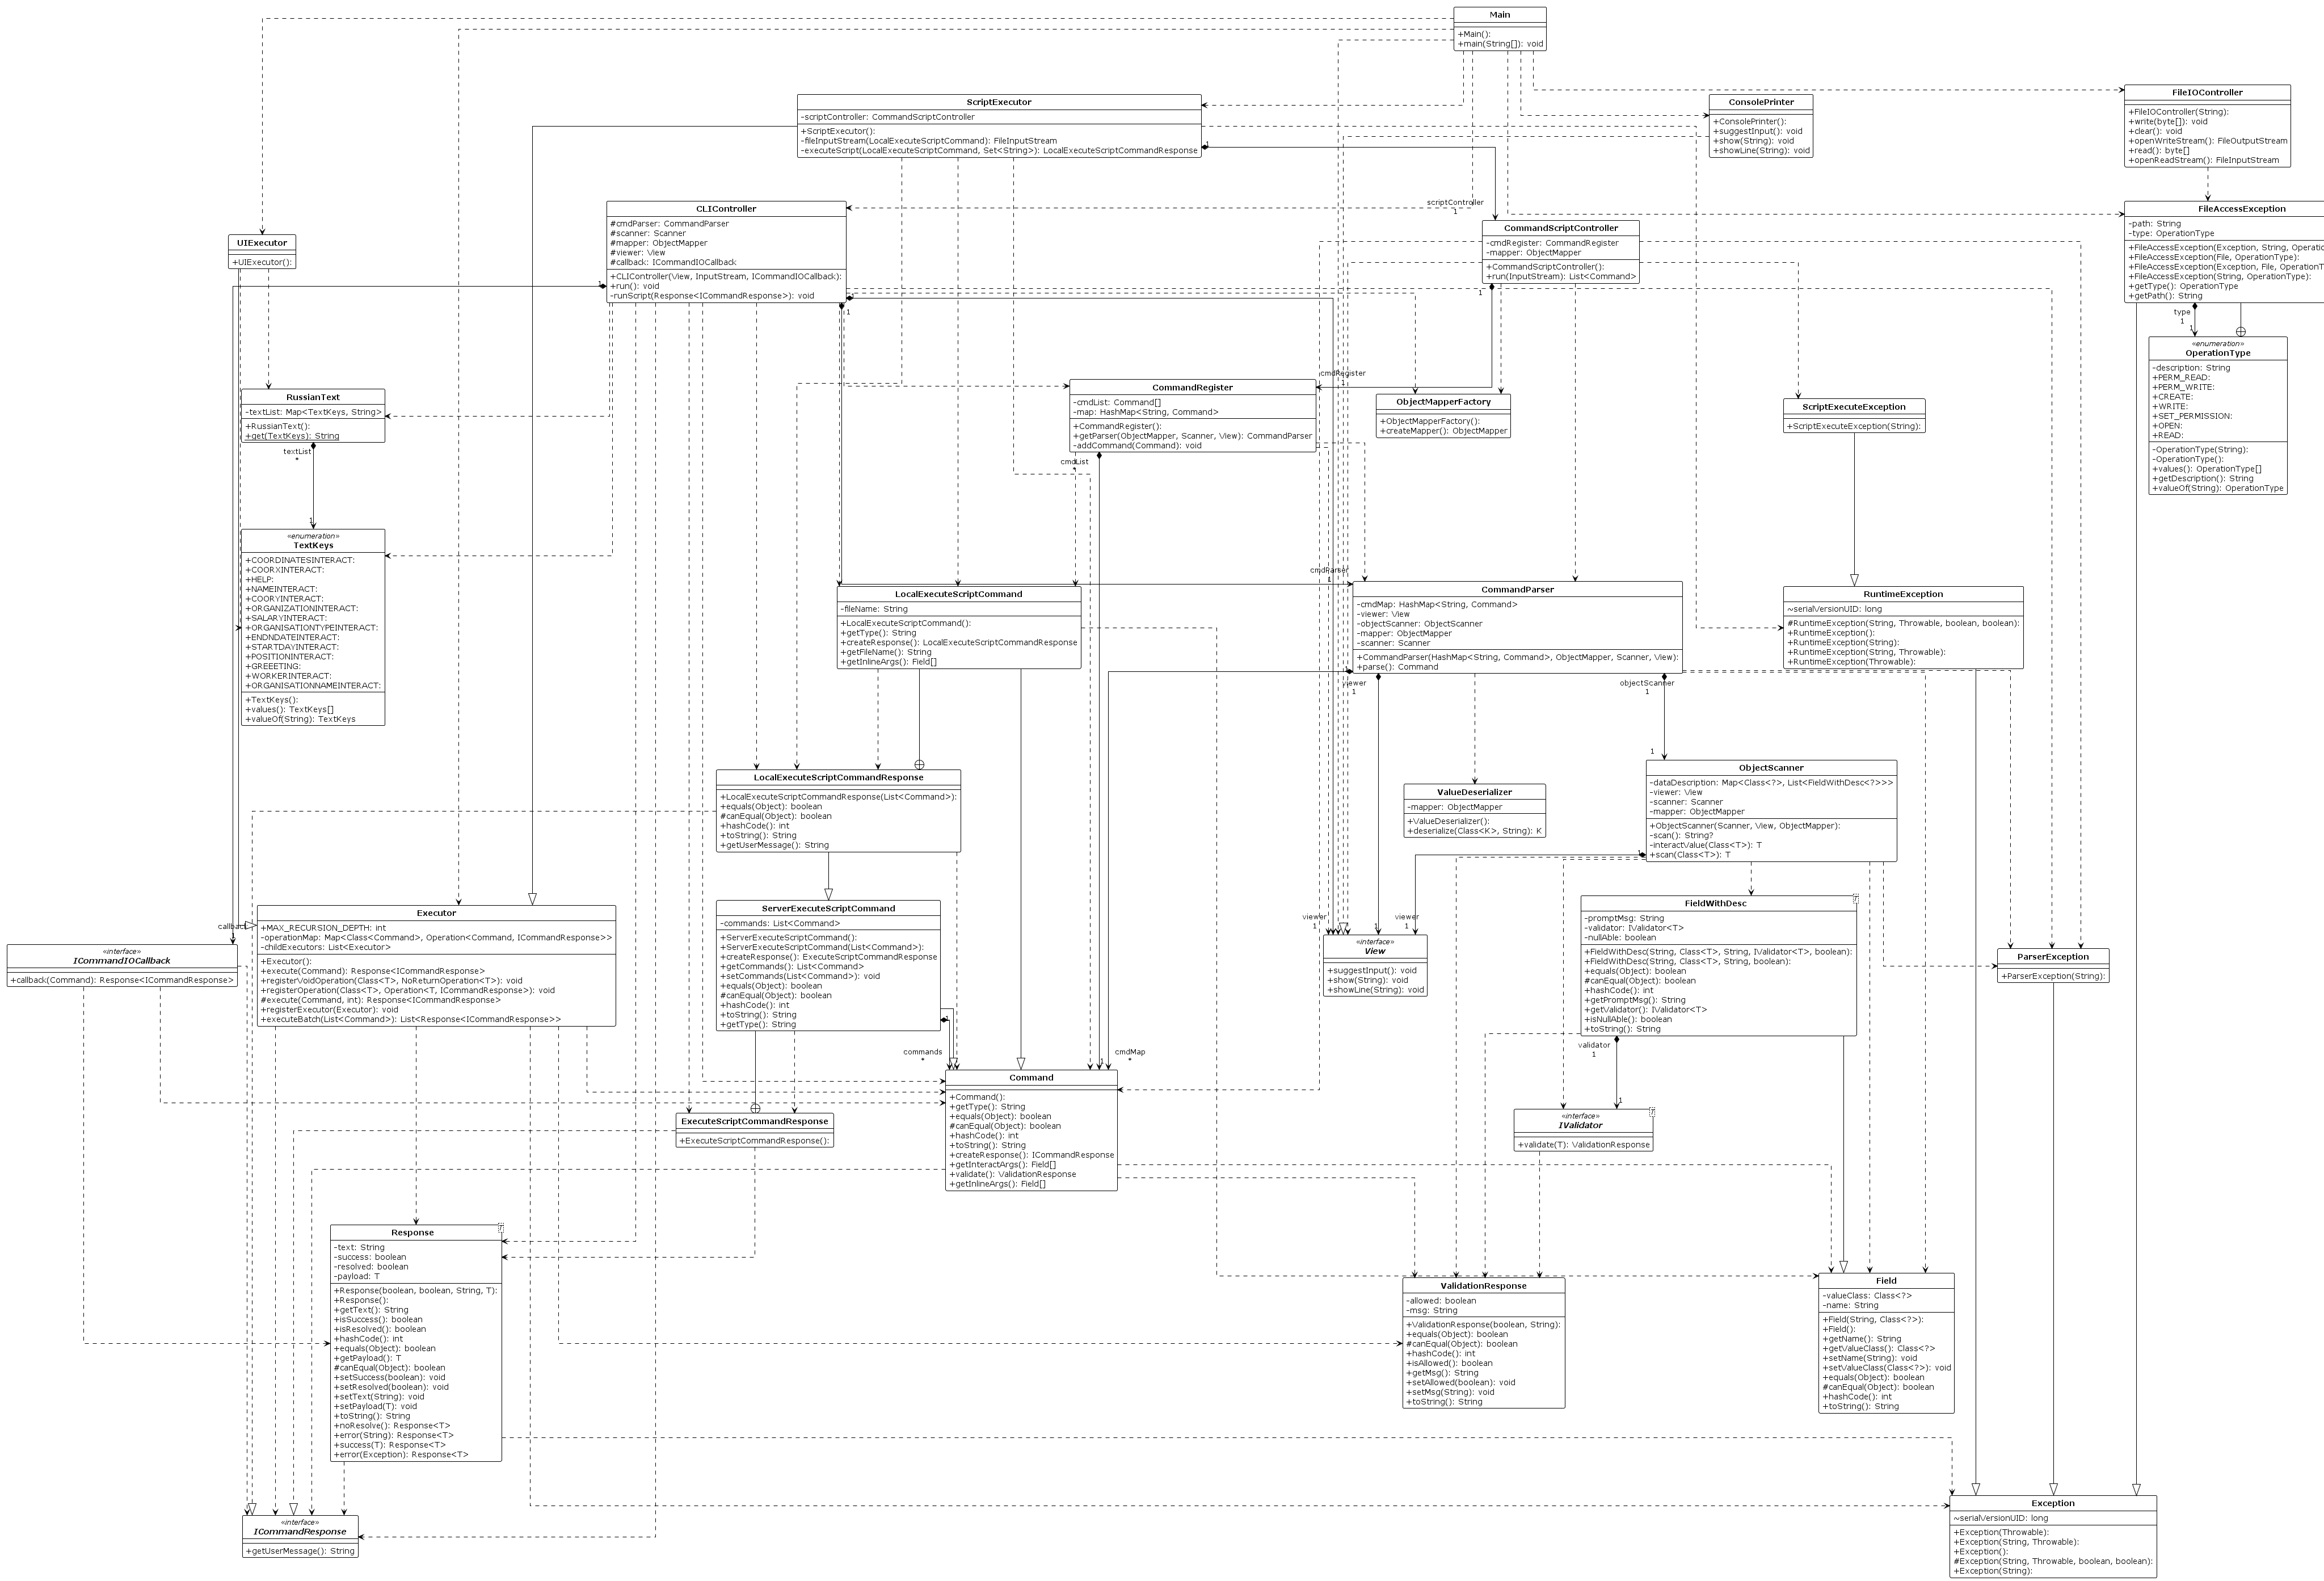 Main
+Main():
+main(String[]): void
FileIOController
+FileIOController(String):
+write(byte[]): void
+clear(): void
+openWriteStream(): FileOutputStream
+read(): byte[]
+openReadStream(): FileInputStream
ScriptExecutor
-scriptController: CommandScriptController
+ScriptExecutor():
-fileInputStream(LocalExecuteScriptCommand): FileInputStream
-executeScript(LocalExecuteScriptCommand, Set<String>): LocalExecuteScriptCommandResponse
ConsolePrinter
+ConsolePrinter():
+suggestInput(): void
+show(String): void
+showLine(String): void
1
scriptController
1
CLIController
#cmdParser: CommandParser
#scanner: Scanner
#mapper: ObjectMapper
#viewer: View
#callback: ICommandIOCallback
+CLIController(View, InputStream, ICommandIOCallback):
+run(): void
-runScript(Response<ICommandResponse>): void
1
1
1
FileAccessException
-path: String
-type: OperationType
+FileAccessException(Exception, String, Operatio
+FileAccessException(File, OperationType):
+FileAccessException(Exception, File, OperationT
+FileAccessException(String, OperationType):
+getType(): OperationType
+getPath(): String
CommandScriptController
-cmdRegister: CommandRegister
-mapper: ObjectMapper
+CommandScriptController():
+run(InputStream): List<Command>
1
UIExecutor
+UIExecutor():
type
1
1
OperationType
«enumeration»
OperationType
-description: String
+PERM_READ:
+PERM_WRITE:
+CREATE:
+WRITE:
+SET_PERMISSION:
+OPEN:
+READ:
-OperationType(String):
-OperationType():
+values(): OperationType[]
+getDescription(): String
+valueOf(String): OperationType
RussianText
-textList: Map<TextKeys, String>
+RussianText():
+get(TextKeys): String
textList
*
1
CommandRegister
-cmdList: Command[]
-map: HashMap<String, Command>
+CommandRegister():
+getParser(ObjectMapper, Scanner, View): CommandParser
-addCommand(Command): void
cmdRegister
1
cmdList
*
ObjectMapperFactory
+ObjectMapperFactory():
+createMapper(): ObjectMapper
ScriptExecuteException
+ScriptExecuteException(String):
«enumeration»
TextKeys
+COORDINATESINTERACT:
+COORXINTERACT:
+HELP:
+NAMEINTERACT:
+COORYINTERACT:
+ORGANIZATIONINTERACT:
+SALARYINTERACT:
+ORGANISATIONTYPEINTERACT:
+ENDNDATEINTERACT:
+STARTDAYINTERACT:
+POSITIONINTERACT:
+GREEETING:
+WORKERINTERACT:
+ORGANISATIONNAMEINTERACT:
+TextKeys():
+values(): TextKeys[]
+valueOf(String): TextKeys
LocalExecuteScriptCommand
-fileName: String
+LocalExecuteScriptCommand():
+getType(): String
+createResponse(): LocalExecuteScriptCommandResponse
+getFileName(): String
+getInlineArgs(): Field[]
cmdParser
1
CommandParser
-cmdMap: HashMap<String, Command>
-viewer: View
-objectScanner: ObjectScanner
-mapper: ObjectMapper
-scanner: Scanner
+CommandParser(HashMap<String, Command>, ObjectMapper, Scanner, View):
+parse(): Command
1
viewer
1
objectScanner
1
1
RuntimeException
~serialVersionUID: long
#RuntimeException(String, Throwable, boolean, boolean):
+RuntimeException():
+RuntimeException(String):
+RuntimeException(String, Throwable):
+RuntimeException(Throwable):
LocalExecuteScriptCommandResponse
+LocalExecuteScriptCommandResponse(List<Command>):
+equals(Object): boolean
#canEqual(Object): boolean
+hashCode(): int
+toString(): String
+getUserMessage(): String
ValueDeserializer
-mapper: ObjectMapper
+ValueDeserializer():
+deserialize(Class<K>, String): K
ObjectScanner
-dataDescription: Map<Class<?>, List<FieldWithDesc<?>>>
-viewer: View
-scanner: Scanner
-mapper: ObjectMapper
+ObjectScanner(Scanner, View, ObjectMapper):
-scan(): String?
-interactValue(Class<T>): T
+scan(Class<T>): T
1
ServerExecuteScriptCommand
-commands: List<Command>
+ServerExecuteScriptCommand():
+ServerExecuteScriptCommand(List<Command>):
+createResponse(): ExecuteScriptCommandResponse
+getCommands(): List<Command>
+setCommands(List<Command>): void
+equals(Object): boolean
#canEqual(Object): boolean
+hashCode(): int
+toString(): String
+getType(): String
1
Executor
+MAX_RECURSION_DEPTH: int
-operationMap: Map<Class<Command>, Operation<Command, ICommandResponse>>
-childExecutors: List<Executor>
+Executor():
+execute(Command): Response<ICommandResponse>
+registerVoidOperation(Class<T>, NoReturnOperation<T>): void
+registerOperation(Class<T>, Operation<T, ICommandResponse>): void
#execute(Command, int): Response<ICommandResponse>
+registerExecutor(Executor): void
+executeBatch(List<Command>): List<Response<ICommandResponse>>
callback
1
«interface»
ICommandIOCallback
+callback(Command): Response<ICommandResponse>
viewer
1
viewer
1
1
«interface»
View
+suggestInput(): void
+show(String): void
+showLine(String): void
FieldWithDesc
-promptMsg: String
-validator: IValidator<T>
-nullAble: boolean
+FieldWithDesc(String, Class<T>, String, IValidator<T>, boolean):
+FieldWithDesc(String, Class<T>, String, boolean):
+equals(Object): boolean
#canEqual(Object): boolean
+hashCode(): int
+getPromptMsg(): String
+getValidator(): IValidator<T>
+isNullAble(): boolean
+toString(): String
validator
1
1
ParserException
+ParserException(String):
commands
*
1
cmdMap
*
Command
+Command():
+getType(): String
+equals(Object): boolean
#canEqual(Object): boolean
+hashCode(): int
+toString(): String
+createResponse(): ICommandResponse
+getInteractArgs(): Field[]
+validate(): ValidationResponse
+getInlineArgs(): Field[]
ExecuteScriptCommandResponse
+ExecuteScriptCommandResponse():
«interface»
IValidator
+validate(T): ValidationResponse
Response
-text: String
-success: boolean
-resolved: boolean
-payload: T
+Response(boolean, boolean, String, T):
+Response():
+getText(): String
+isSuccess(): boolean
+isResolved(): boolean
+hashCode(): int
+equals(Object): boolean
+getPayload(): T
#canEqual(Object): boolean
+setSuccess(boolean): void
+setResolved(boolean): void
+setText(String): void
+setPayload(T): void
+toString(): String
+noResolve(): Response<T>
+error(String): Response<T>
+success(T): Response<T>
+error(Exception): Response<T>
ValidationResponse
-allowed: boolean
-msg: String
+ValidationResponse(boolean, String):
+equals(Object): boolean
#canEqual(Object): boolean
+hashCode(): int
+isAllowed(): boolean
+getMsg(): String
+setAllowed(boolean): void
+setMsg(String): void
+toString(): String
Field
-valueClass: Class<?>
-name: String
+Field(String, Class<?>):
+Field():
+getName(): String
+getValueClass(): Class<?>
+setName(String): void
+setValueClass(Class<?>): void
+equals(Object): boolean
#canEqual(Object): boolean
+hashCode(): int
+toString(): String
«interface»
ICommandResponse
+getUserMessage(): String
Exception
~serialVersionUID: long
+Exception(Throwable):
+Exception(String, Throwable):
+Exception():
#Exception(String, Throwable, boolean, boolean):
+Exception(String):